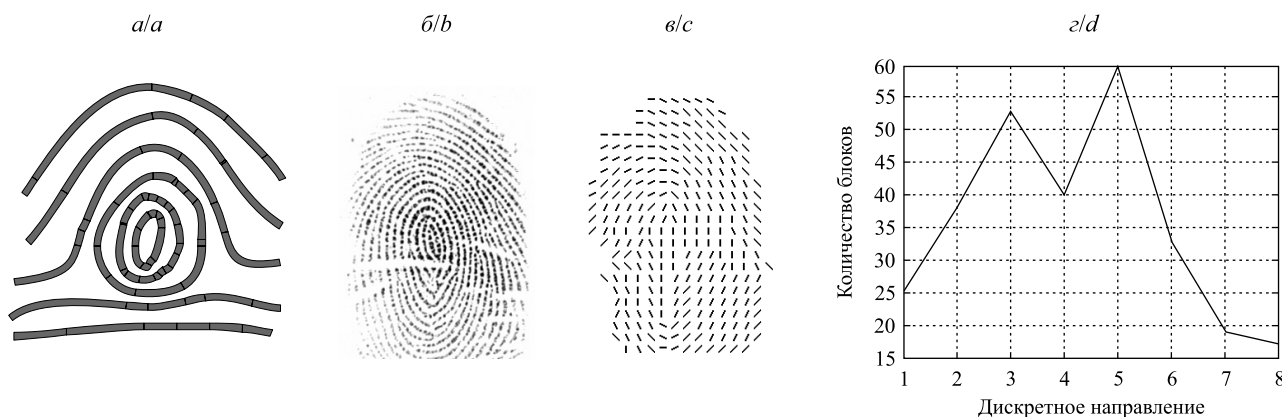 а/a
б/b
в/c
г/d
Количество блоков
60
55
50
45
40
35
30
25
20
15
1 2 3 4 5 6 7 8
Дискретное направление